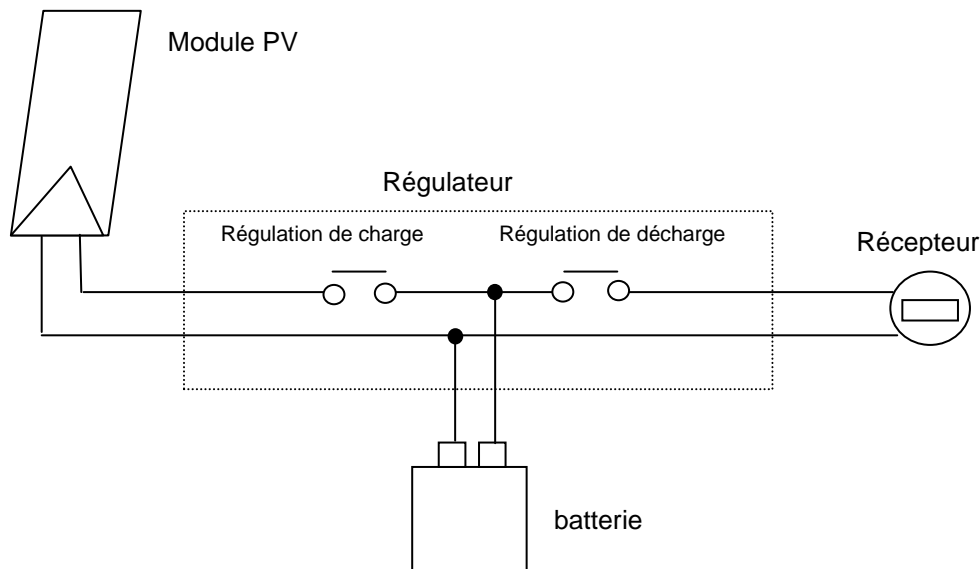 Module PV
Régulateur
Régulation de charge
Régulation de décharge
Récepteur
batterie